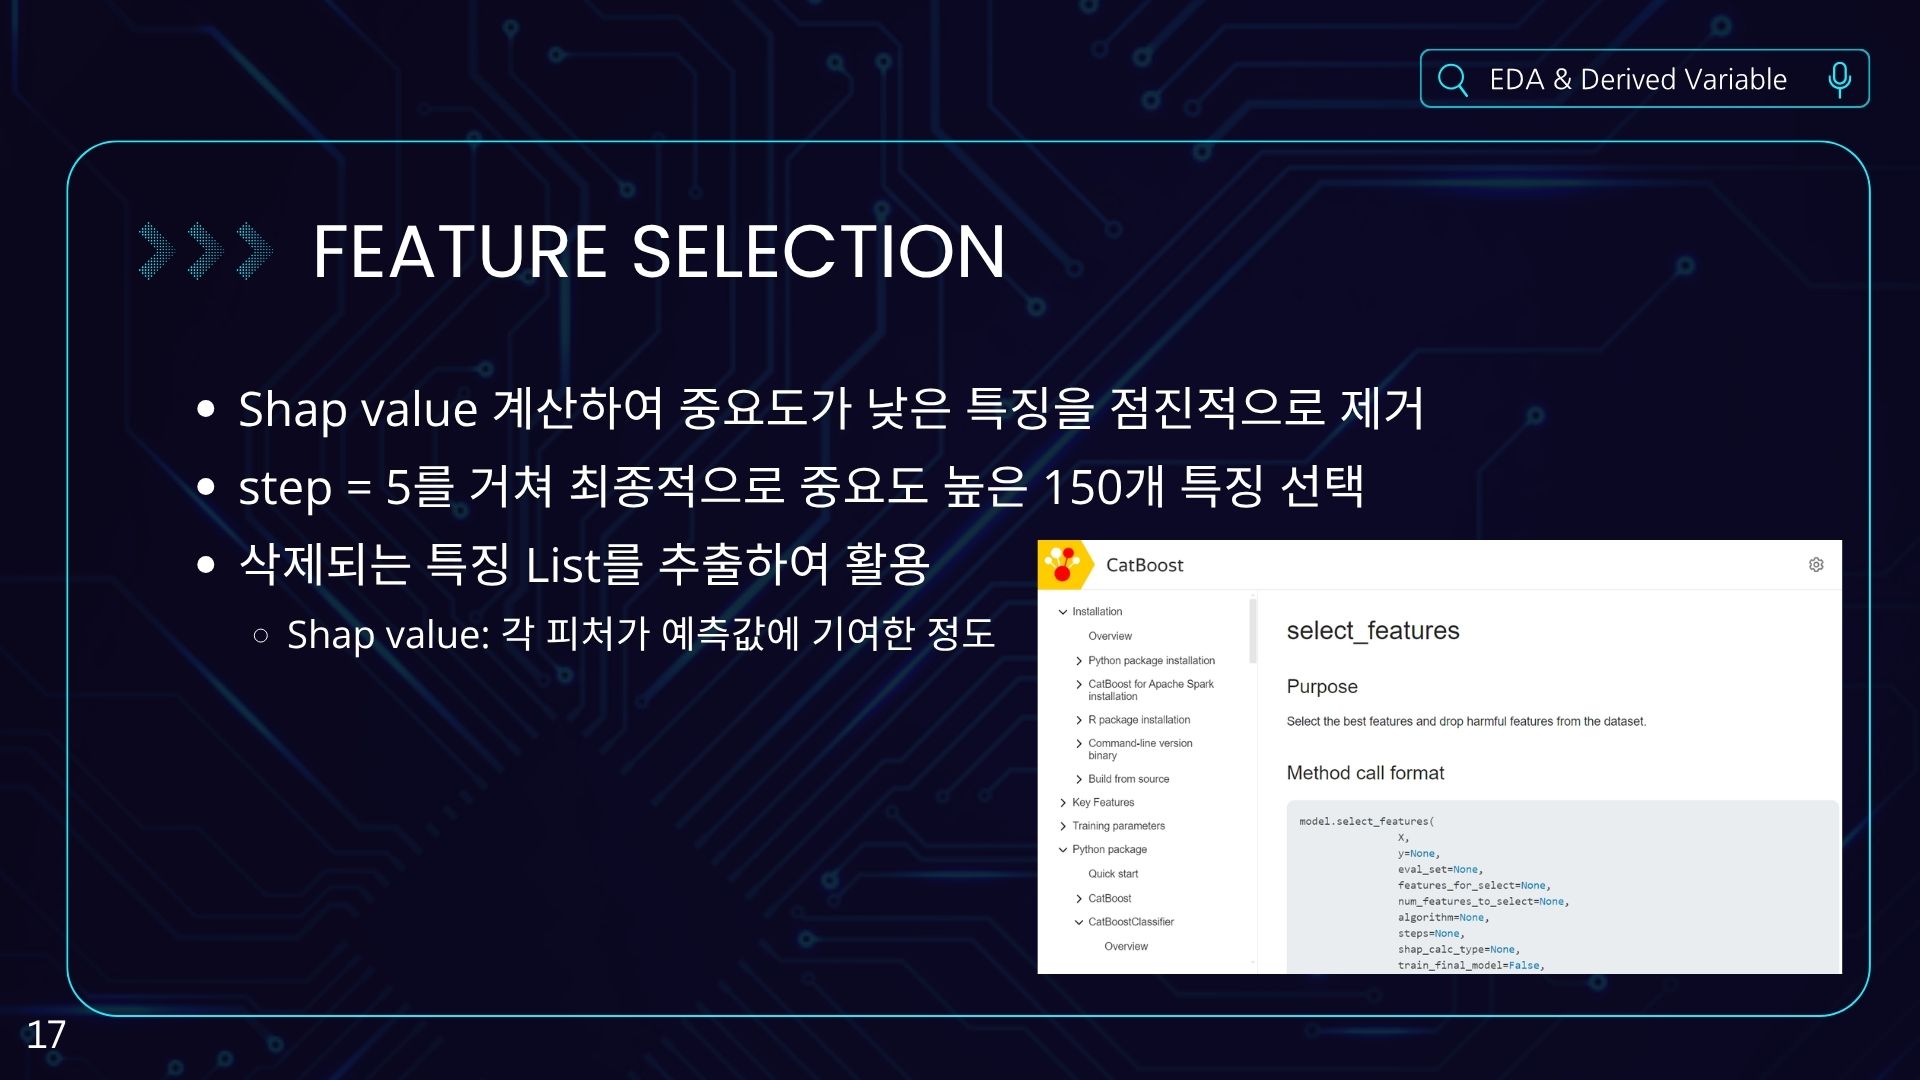 EDA & Derived Variable
FEATURE SELECTION
• Shap value 계산하여 중요도가 낮은 특징을 점진적으로 제거
• step = 5를 거쳐 최종적으로 중요도 높은 150개 특징 선택
• 삭제되는 특징 List를 추출하여 활용
○ Shap value: 각 피처가 예측값에 기여한 정도
CatBoost
Installation
Overview
Python package installation
CatBoost for Apache Spark
installation
R package installation
Command-line version
binary
Build from source
Key Features
Training parameters
Python package
Quick start
CatBoost
CatBoostClassifier
Overview
select_features
Purpose
Select the best features and drop harmful features from the dataset.
Method call format
model.select_features(
X,
y=None,
eval_set=None,
features_for_select=None,
num_features_to_select=None,
algorithm=None,
steps=None,
shap_calc_type=None,
train_final_model=False,
17